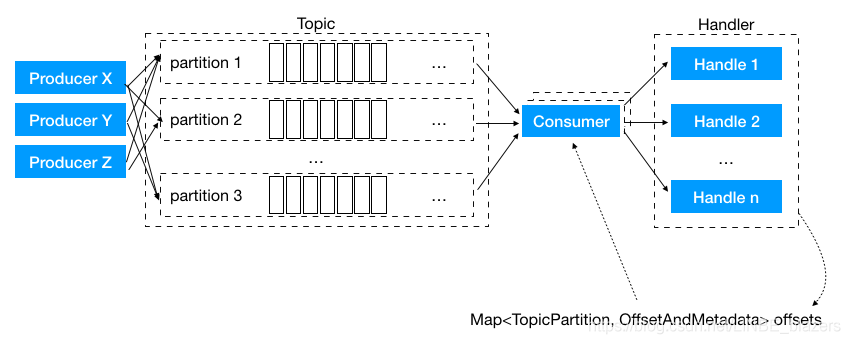 Topic
Handler
Producer X
Producer Y
Producer Z
partition 1
...
partition 2
...
...
partition 3
...
Consumer
Handle 1
Handle 2
...
Handle n
Map<TopicPartition, OffsetAndMetadata> offsets